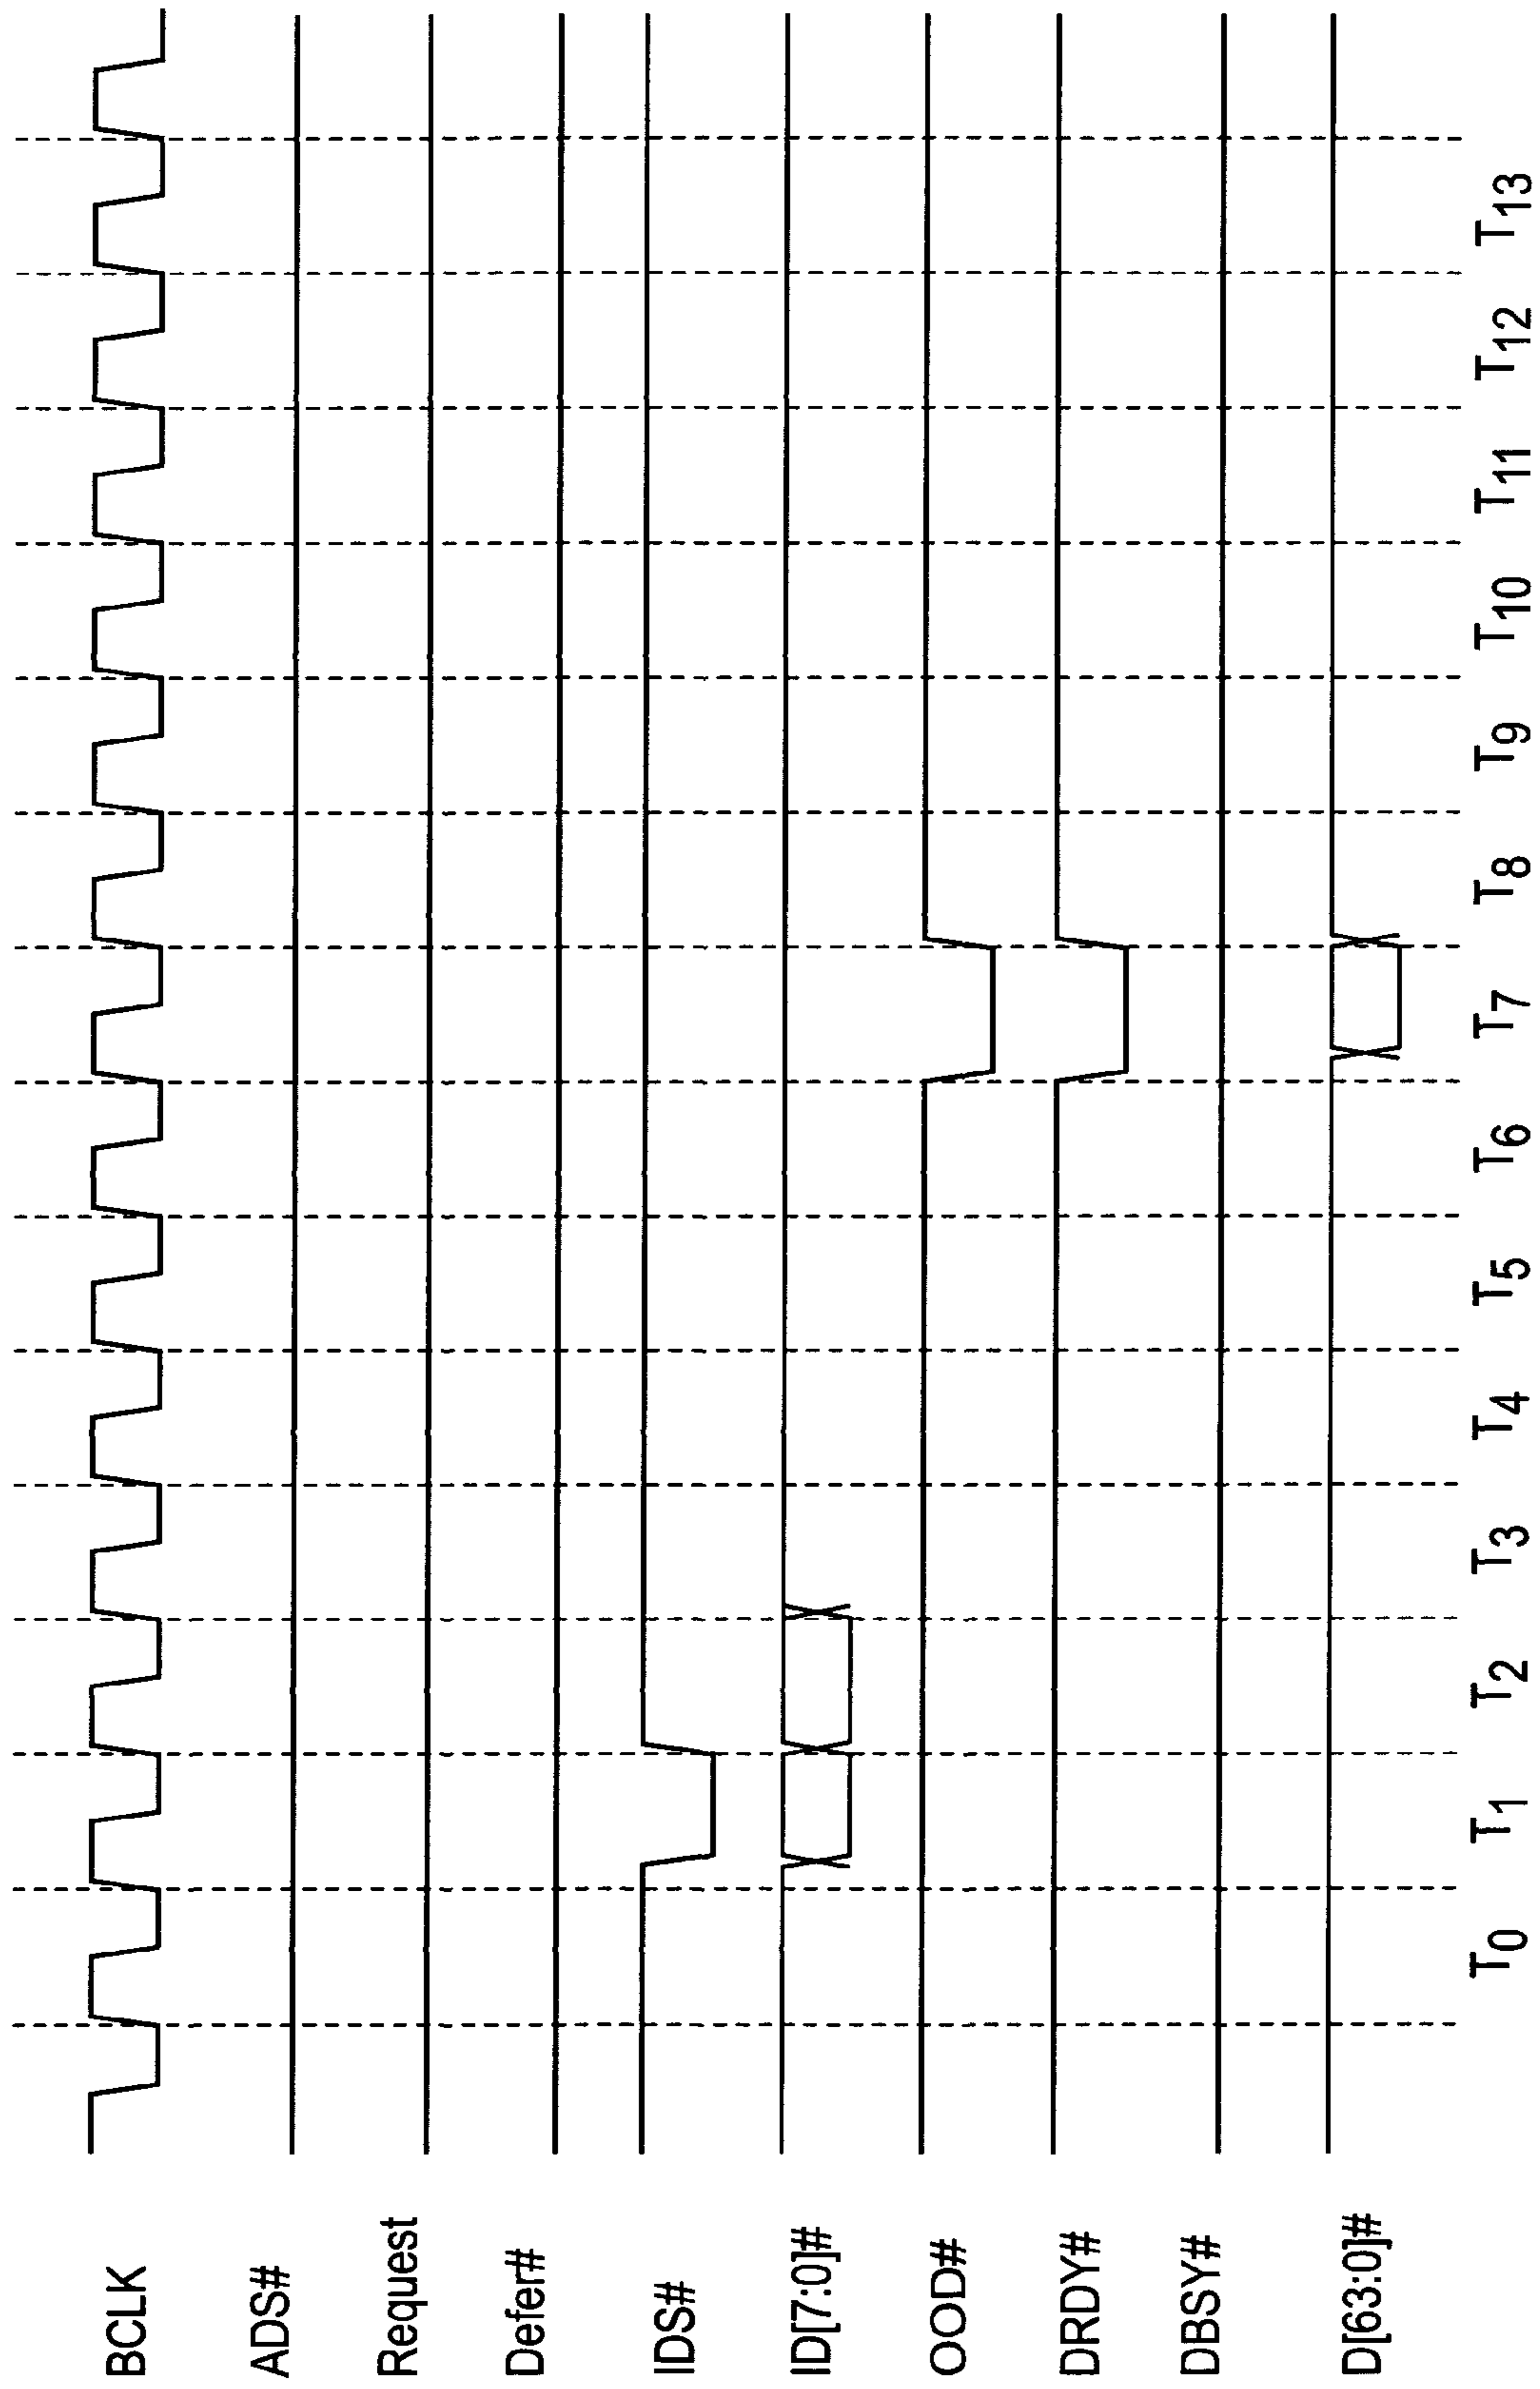 BCLK
ADS#
Request
Defer#
IDS#
ID[7:0]#
OOD#
DRDY#
DBSY#
D[63:0]#
T0 T1 T2 T3 T4 T5 T6 T7 T8 T9 T10 T11 T12 T13